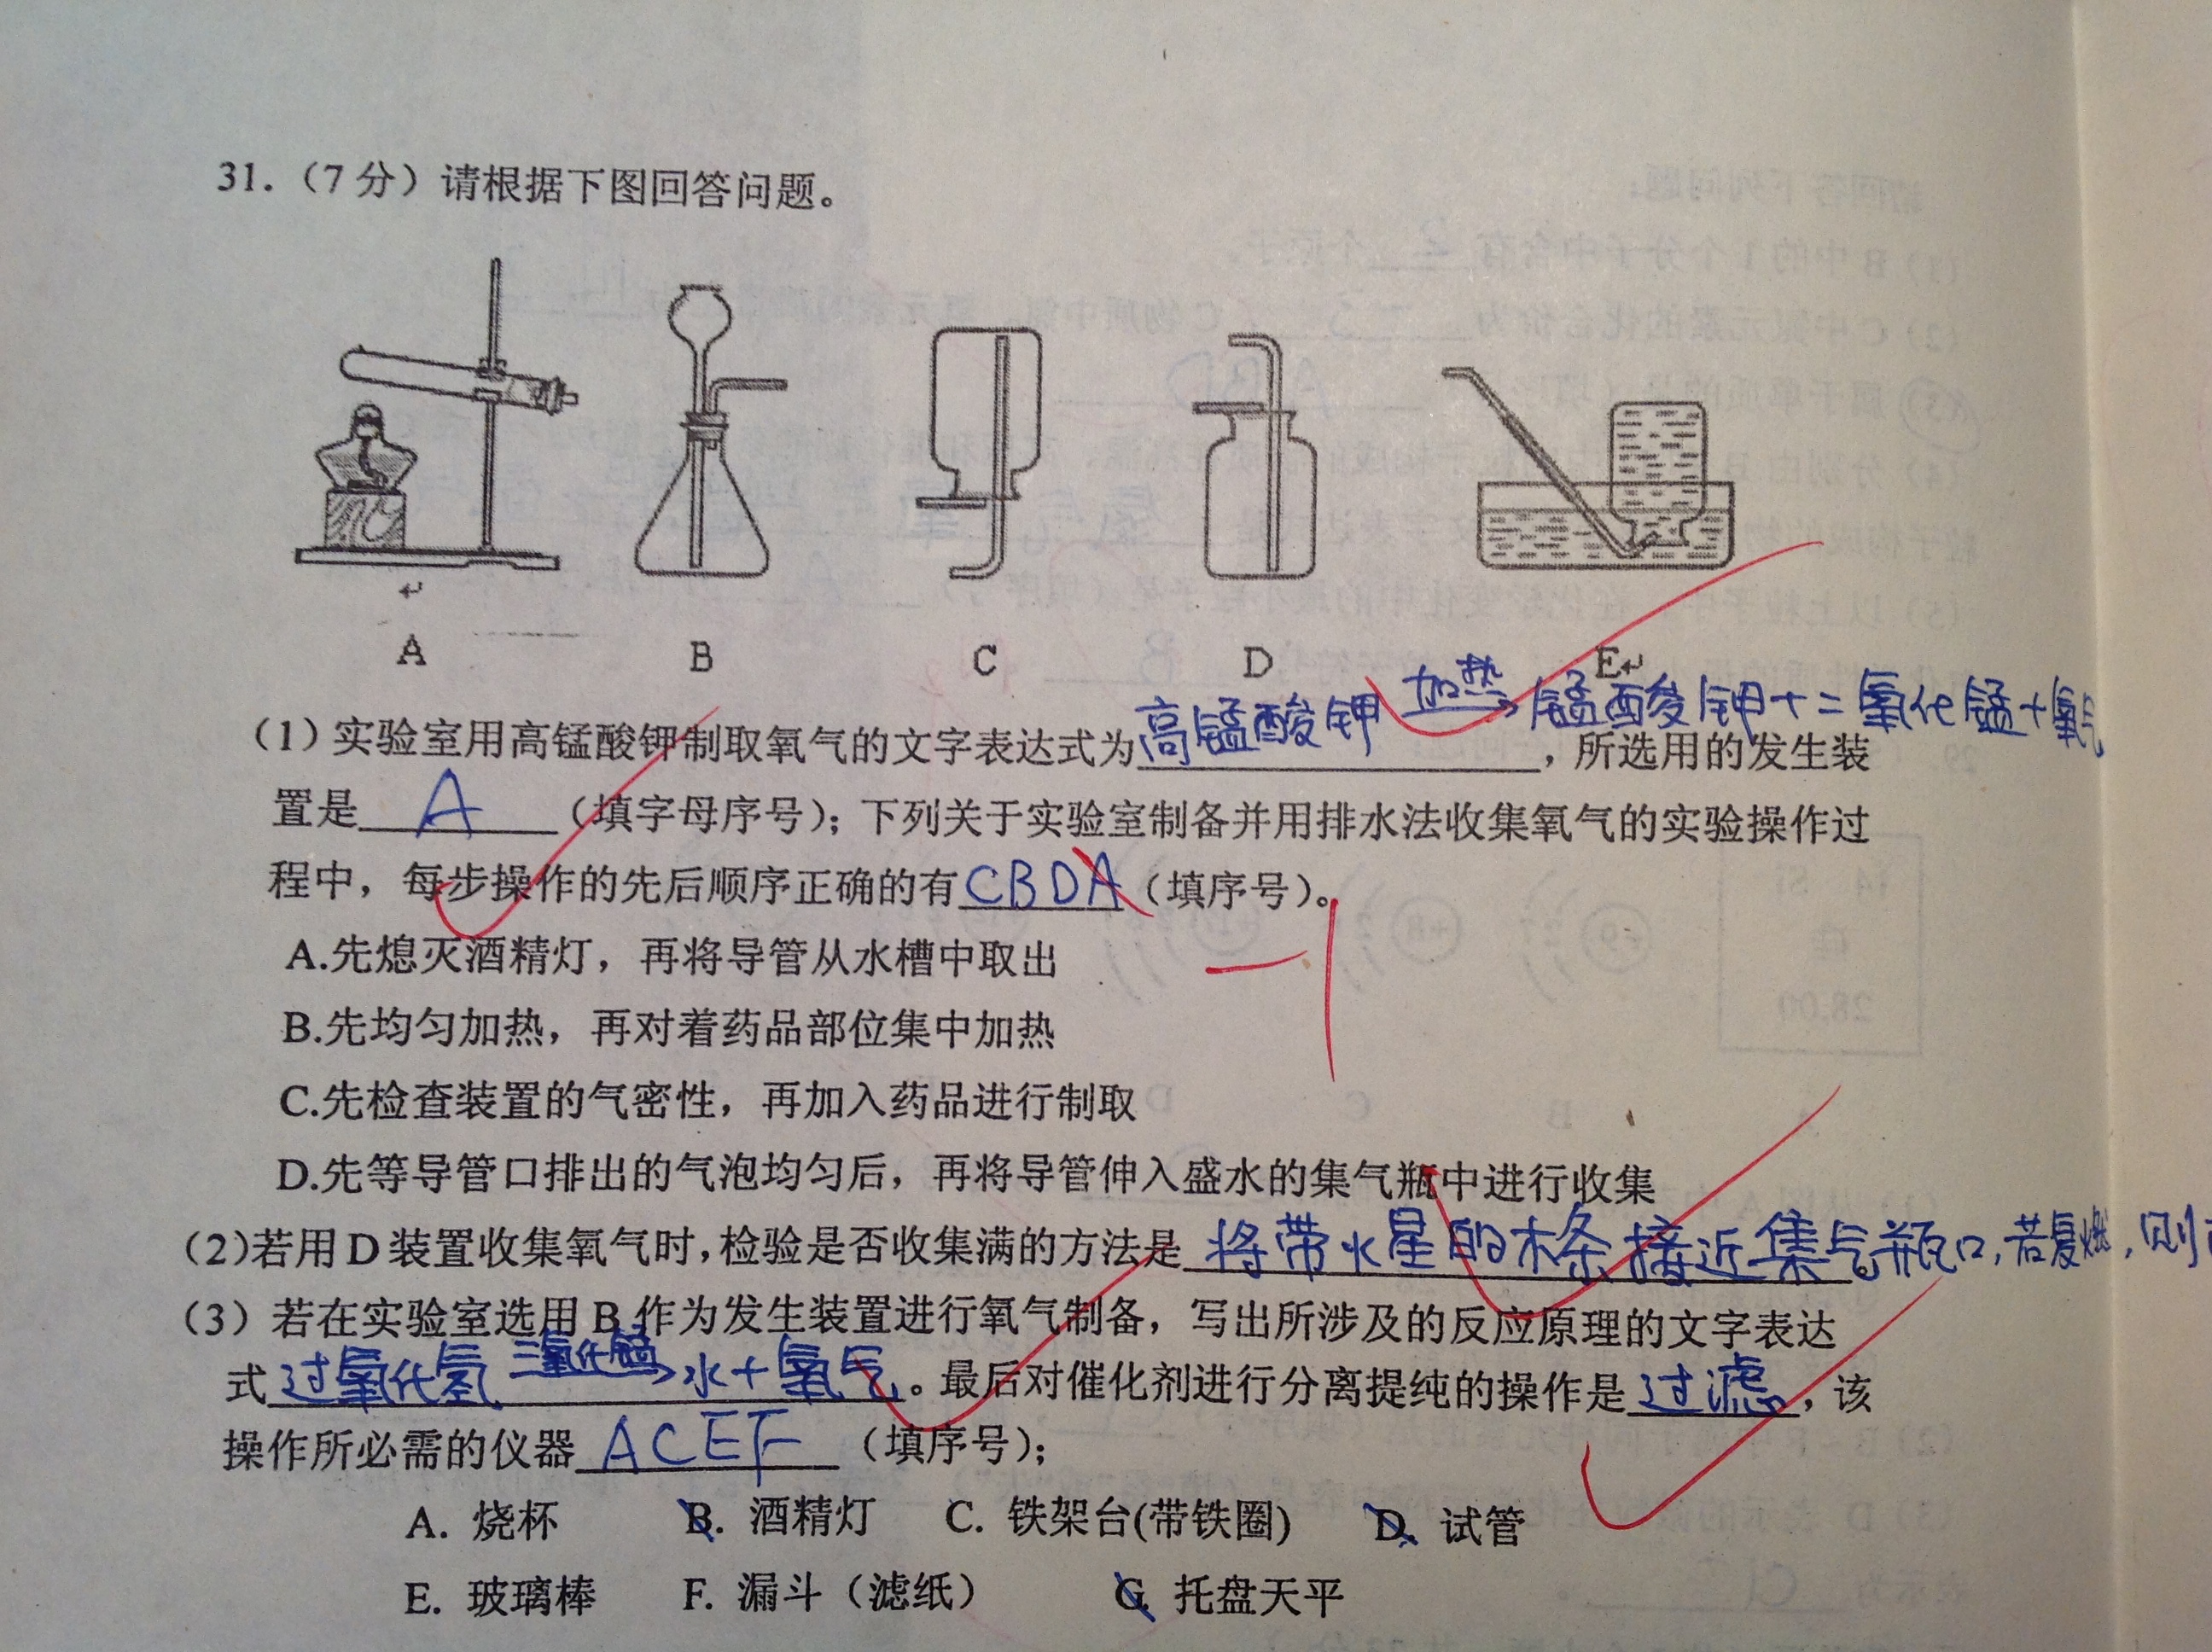 31.（7分）请根据下图回答问题。
A B C D E
（1）实验室用高锰酸钾制取氧气的文字表达式为高锰酸钾 加热→ 锰酸钾+二氧化锰+氧气，所选用的发生装
置是 A （填字母序号）；下列关于实验室制备并用排水法收集氧气的实验操作过
程中，每步操作的先后顺序正确的有CBDA（填序号）。
-1
A.先熄灭酒精灯，再将导管从水槽中取出
B.先均匀加热，再对着药品部位集中加热
C.先检查装置的气密性，再加入药品进行制取
D.先等导管口排出的气泡均匀后，再将导管伸入盛水的集气瓶中进行收集
（2）若用D装置收集氧气时，检验是否收集满的方法是 将带火星的木条接近集气瓶口，若复燃，则
（3）若在实验室选用B作为发生装置进行氧气制备，写出所涉及的反应原理的文字表达
式过氧化氢 二氧化锰→ 水+氧气。最后对催化剂进行分离提纯的操作是过滤，该
操作所必需的仪器 ACEF （填序号）；
A. 烧杯 B. 酒精灯 C. 铁架台(带铁圈) D. 试管
E. 玻璃棒 F. 漏斗（滤纸） G 托盘天平